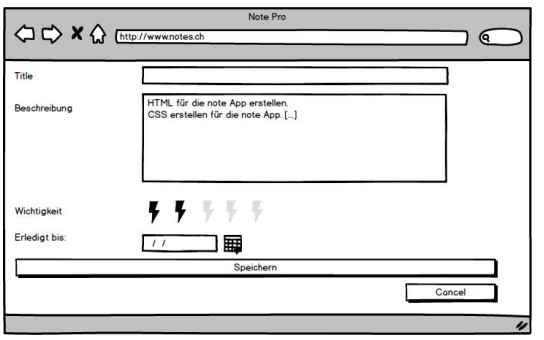 Note Pro
http://www.notes.ch
Title
Beschreibung
HTML für die note App erstellen.
CSS erstellen für die note App. [...]
Wichtigkeit
Erledigt bis:
/ /
Speichern
Cancel